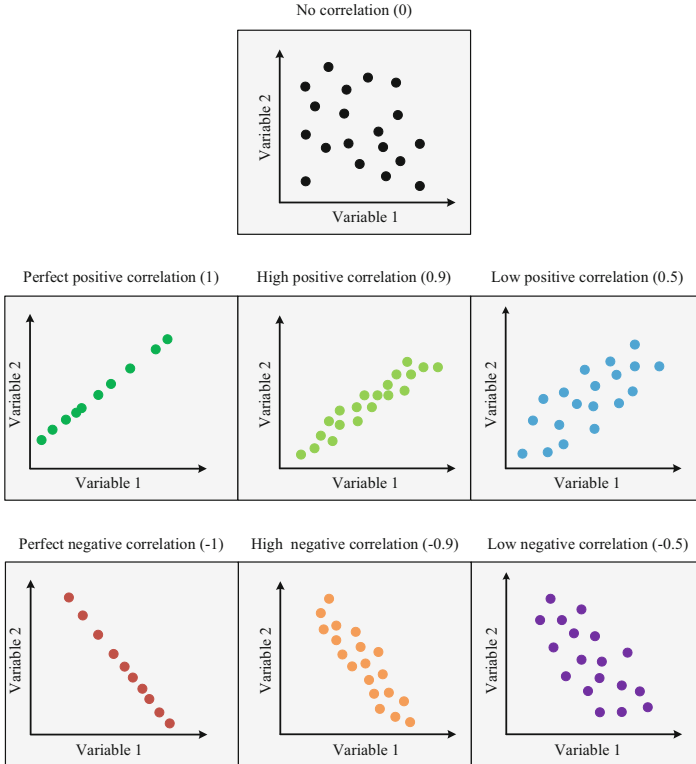 No correlation (0)
Variable 2
Variable 1
Perfect positive correlation (1)
High positive correlation (0.9)
Low positive correlation (0.5)
Variable 2
Variable 2
Variable 2
Variable 1
Variable 1
Variable 1
Perfect negative correlation (-1)
High negative correlation (-0.9)
Low negative correlation (-0.5)
Variable 2
Variable 2
Variable 2
Variable 1
Variable 1
Variable 1